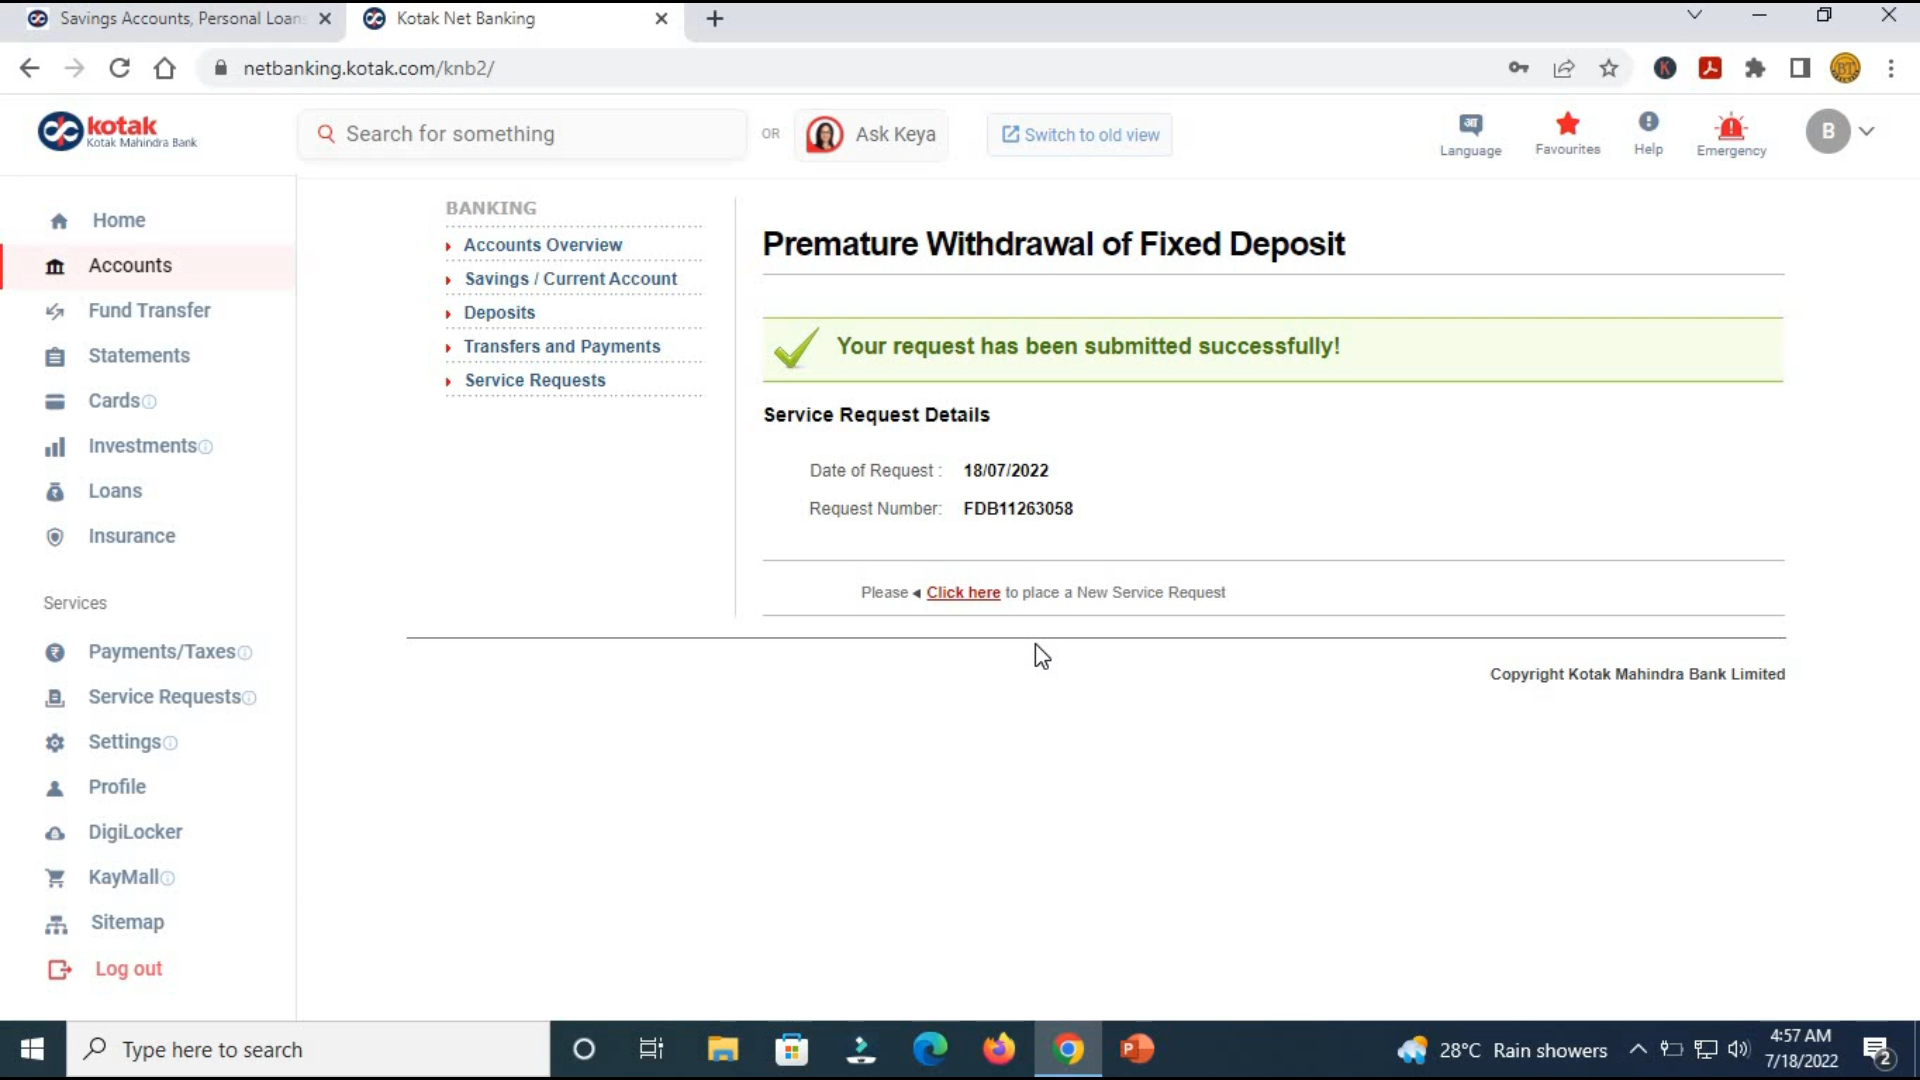 Savings Accounts, Personal Loan
Kotak Net Banking
netbanking.kotak.com/knb2/
kotak
Kotak Mahindra Bank
Search for something
OR
Ask Keya
Switch to old view
Language
Favourites
Help
Emergency
B
Home
Accounts
Fund Transfer
Statements
Cards
Investments
Loans
Insurance
Services
Payments/Taxes
Service Requests
Settings
Profile
DigiLocker
KayMall
Sitemap
Log out
BANKING
Accounts Overview
Savings / Current Account
Deposits
Transfers and Payments
Service Requests
Premature Withdrawal of Fixed Deposit
Your request has been submitted successfully!
Service Request Details
Date of Request : 18/07/2022
Request Number: FDB11263058
Please Click here to place a New Service Request
Copyright Kotak Mahindra Bank Limited
Type here to search
28°C Rain showers
4:57 AM
7/18/2022
2